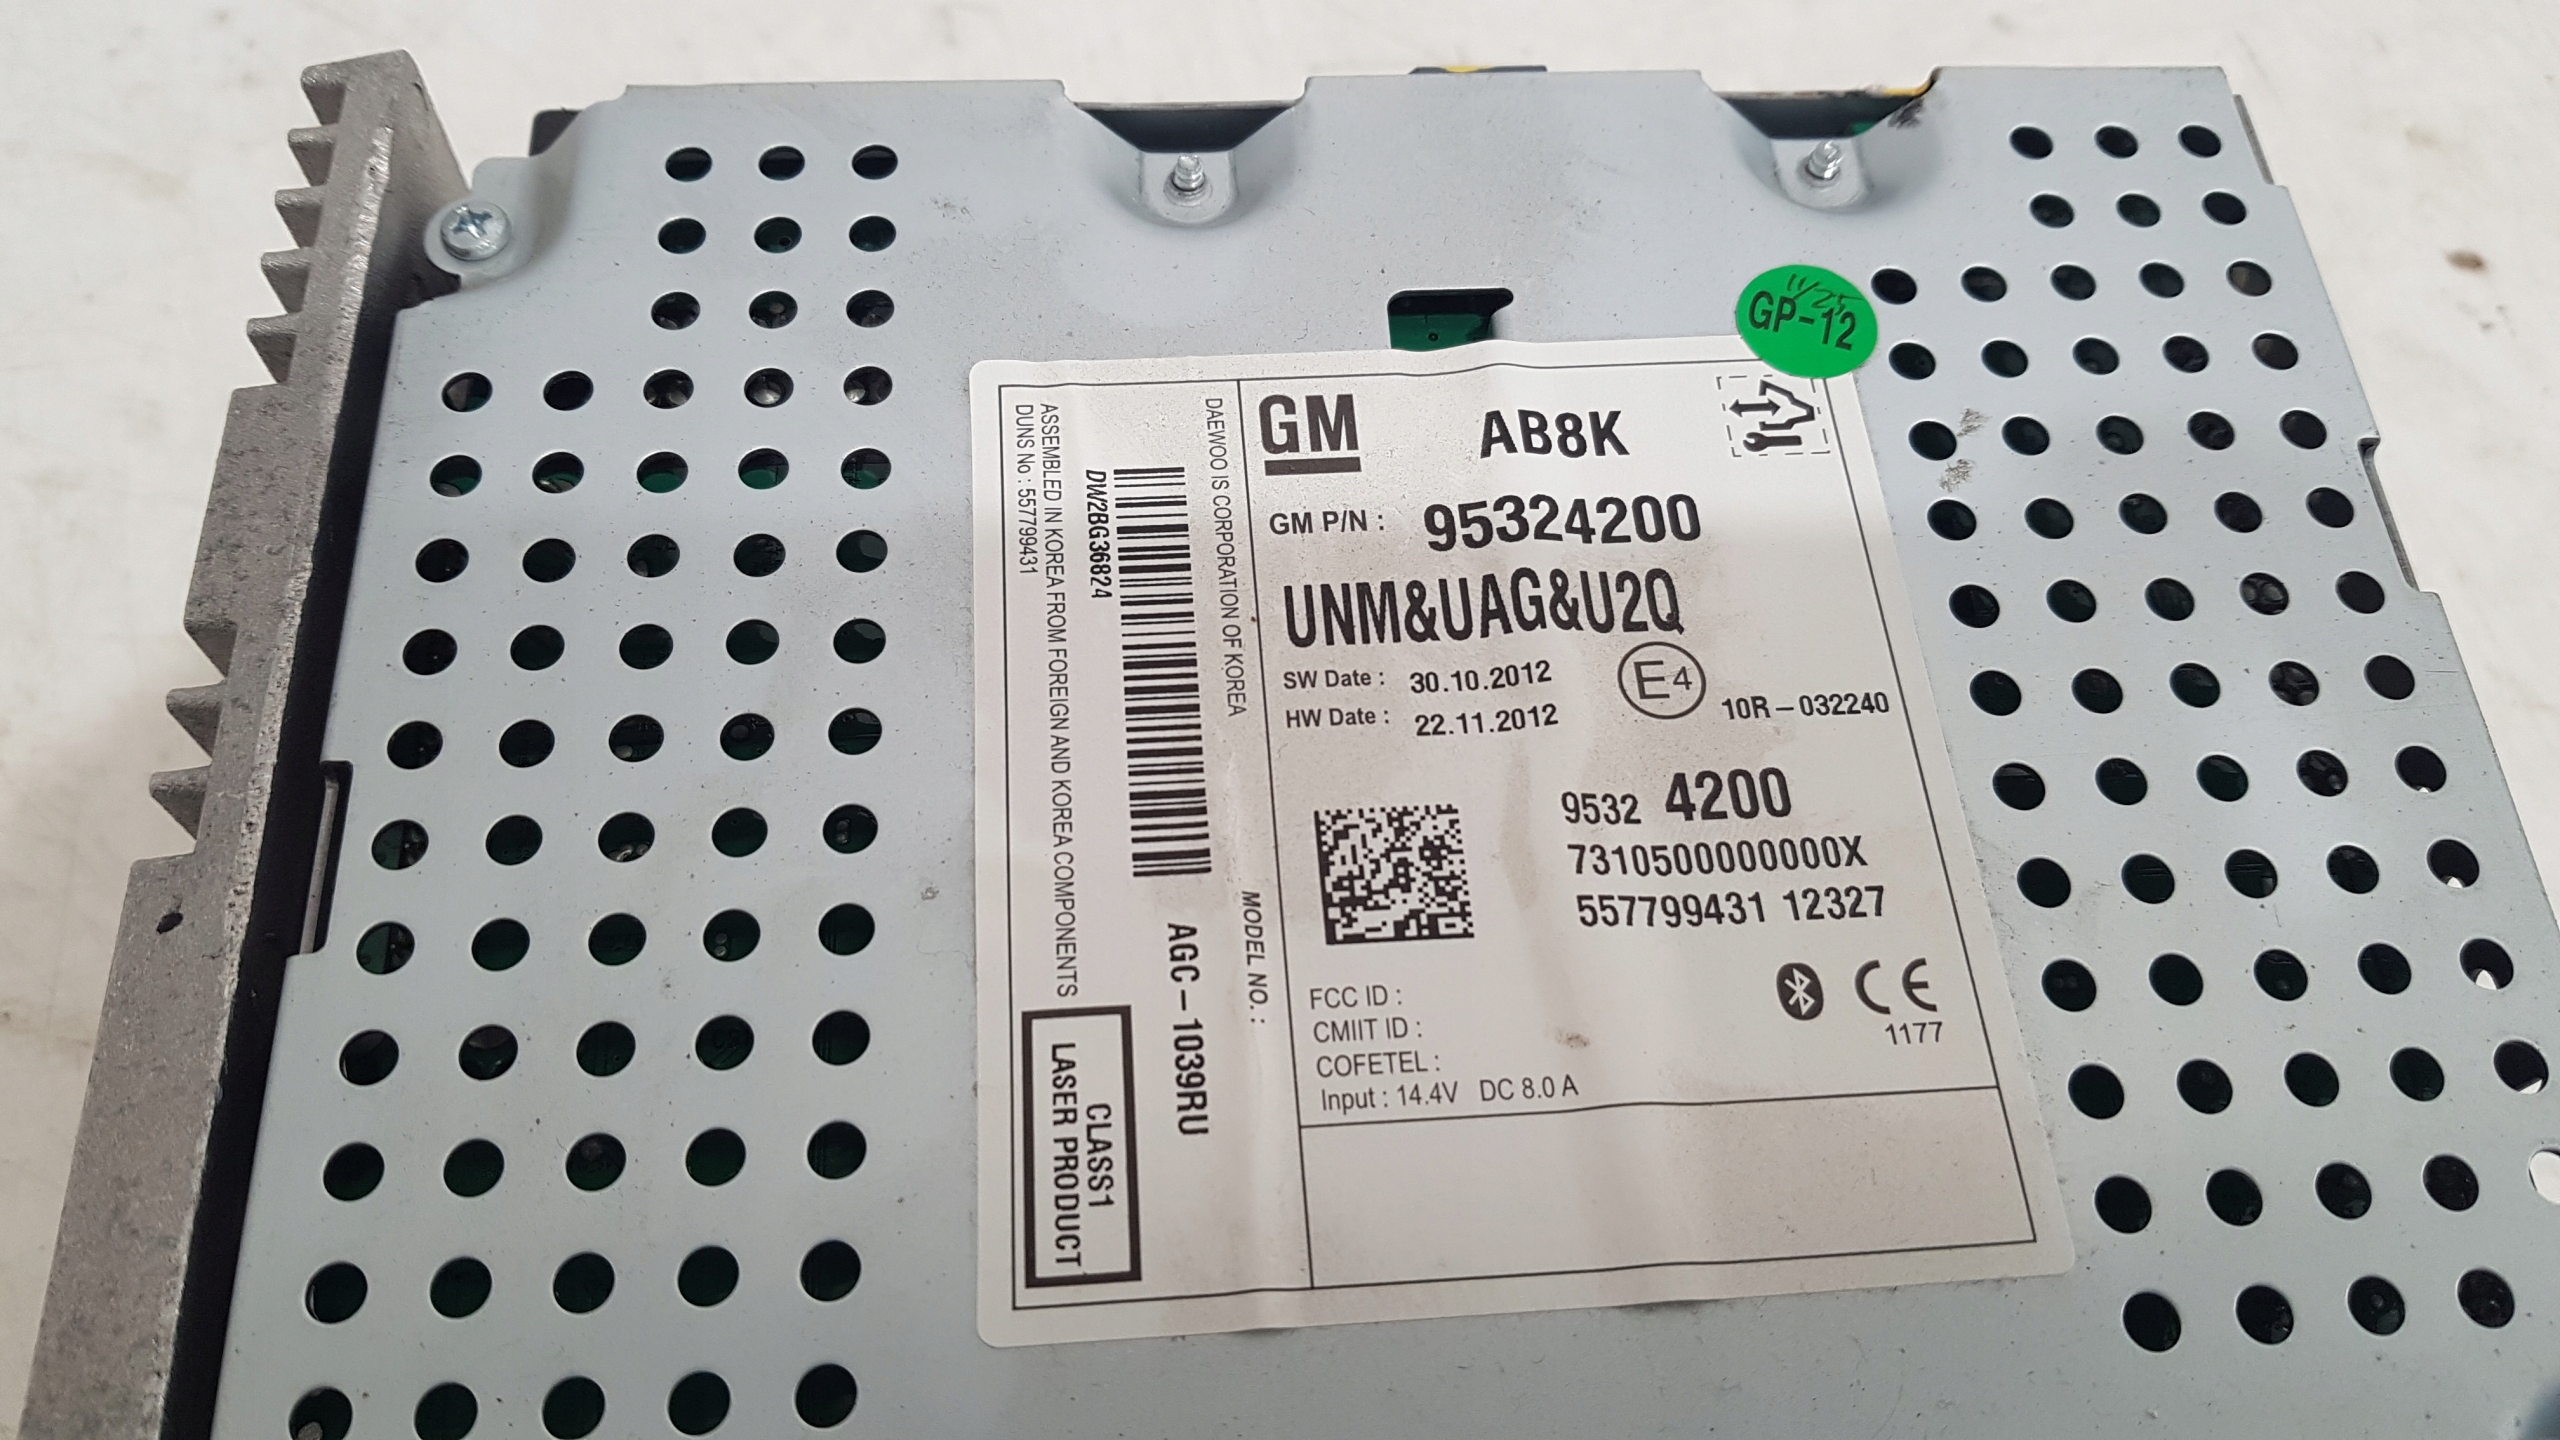 11/25
GP-12
GM AB8K
GM P/N : 95324200
UNM&UAG&U2Q
SW Date : 30.10.2012
HW Date : 22.11.2012
E4
10R-032240
9532 4200
7310500000000X
557799431 12327
FCC ID :
CMIIT ID :
COFETEL :
Input : 14.4V DC 8.0 A
CE
1177
DAEWOO IS CORPORATION OF KOREA
MODEL NO. :
AGC-1039RU
DW2BG36824
ASSEMBLED IN KOREA FROM FOREIGN AND KOREA COMPONENTS
DUNS No : 557799431
CLASS1
LASER PRODUCT